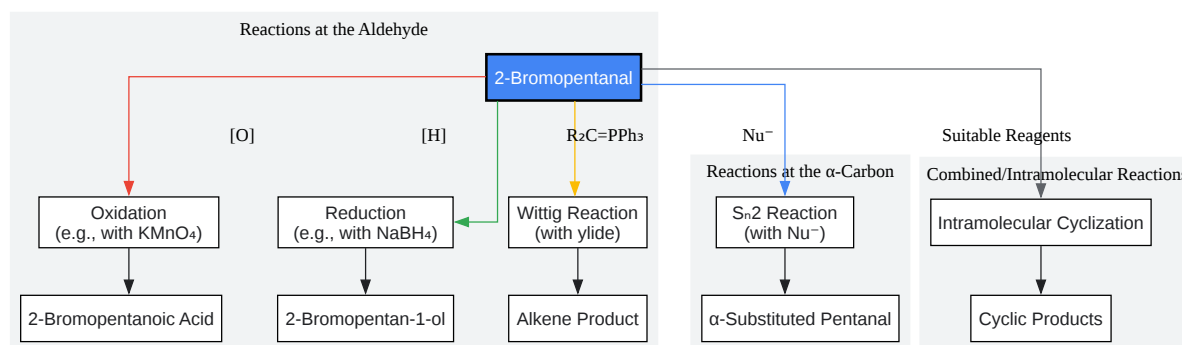 Reactions at the Aldehyde
2-Bromopentanal
[O]
[H]
R₂C=PPh₃
Nu⁻
Suitable Reagents
Reactions at the α-Carbon
Combined/Intramolecular Reactions
Oxidation
(e.g., with KMnO₄)
Reduction
(e.g., with NaBH₄)
Wittig Reaction
(with ylide)
Sₙ2 Reaction
(with Nu⁻)
Intramolecular Cyclization
2-Bromopentanoic Acid
2-Bromopentan-1-ol
Alkene Product
α-Substituted Pentanal
Cyclic Products